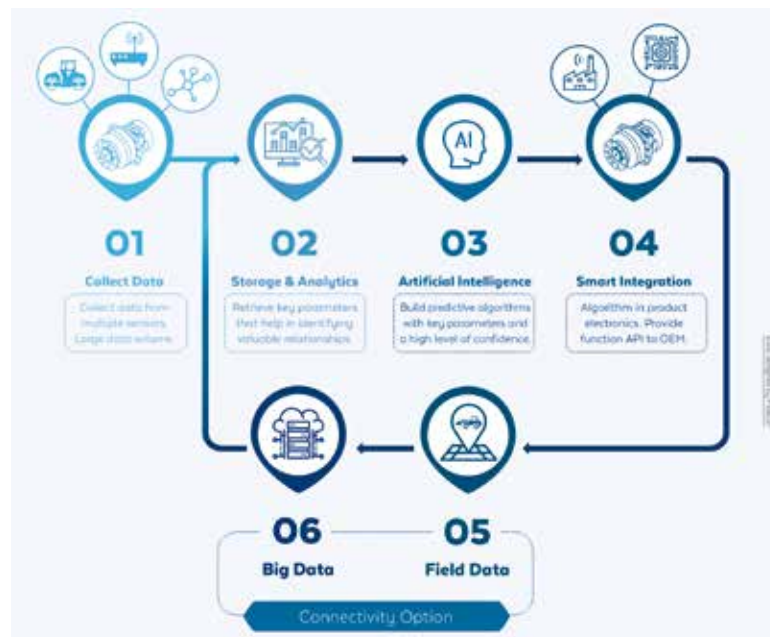 01
Collect Data
Collect data from
multiple sensors.
Large data volume.
02
Storage & Analytics
Retrieve key parameters
that help in identifying
valuable relationships.
AI
03
Artificial Intelligence
Build predictive algorithms
with key parameters and
a high level of confidence.
04
Smart Integration
Algorithm in product
electronics. Provide
function API to OEM.
06
Big Data
05
Field Data
Connectivity Option